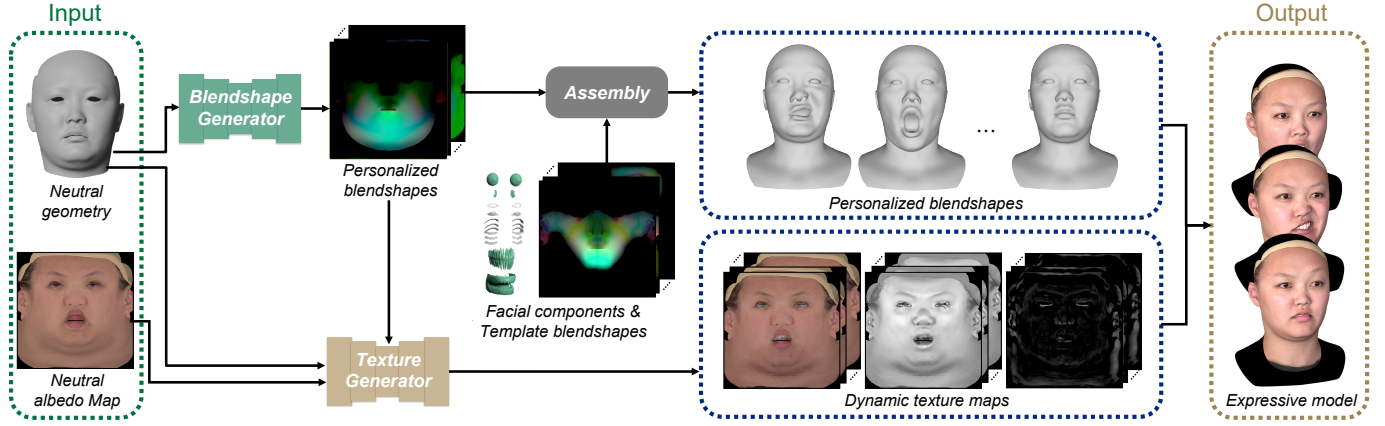 Input
Output
Blendshape
Generator
Assembly
...
Neutral
geometry
Personalized
blendshapes
Personalized blendshapes
Facial components &
Template blendshapes
Texture
Generator
Neutral
albedo Map
Dynamic texture maps
Expressive model